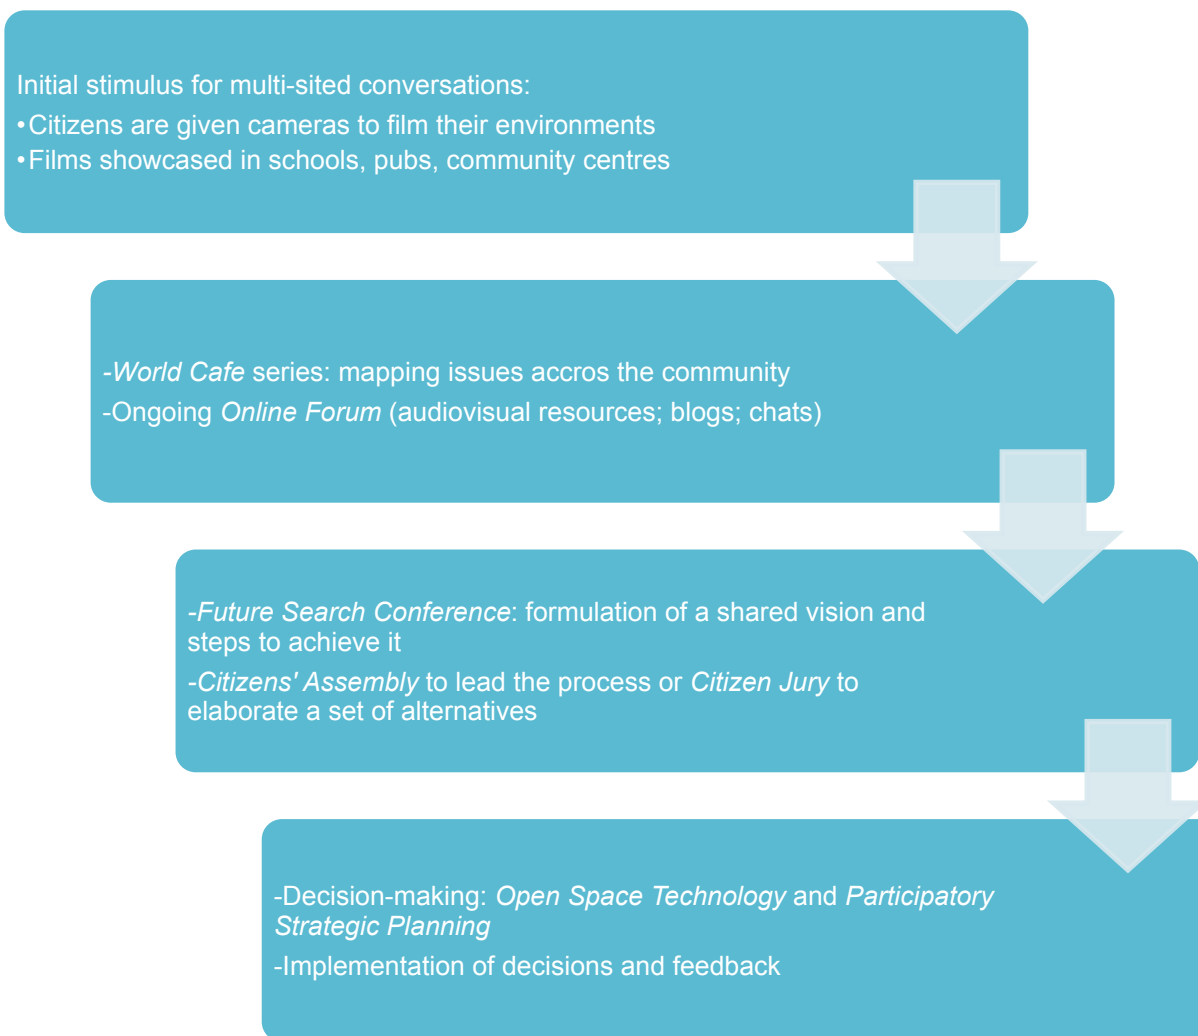 Initial stimulus for multi-sited conversations:
•Citizens are given cameras to film their environments
•Films showcased in schools, pubs, community centres
-World Cafe series: mapping issues accros the community
-Ongoing Online Forum (audiovisual resources; blogs; chats)
-Future Search Conference: formulation of a shared vision and
steps to achieve it
-Citizens' Assembly to lead the process or Citizen Jury to
elaborate a set of alternatives
-Decision-making: Open Space Technology and Participatory
Strategic Planning
-Implementation of decisions and feedback